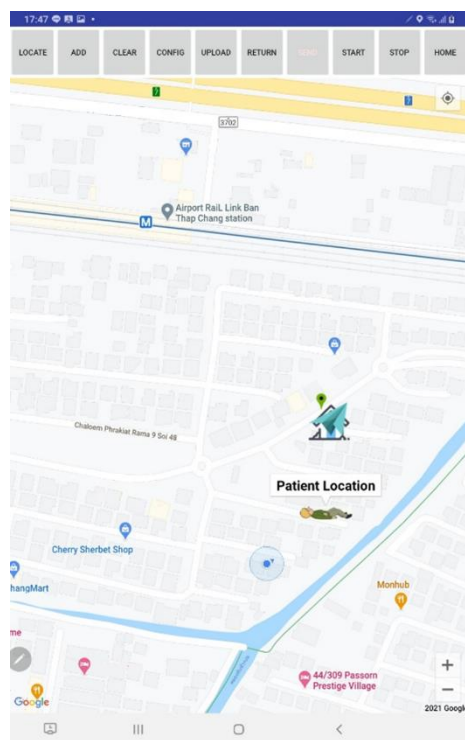 17:47
LOCATE
ADD
CLEAR
CONFIG
UPLOAD
RETURN
SEND
START
STOP
HOME
3702
Airport RaiL Link Ban
Thap Chang station
M
Chaloem Phrakiat Rama 9 Soi 48
Patient Location
Cherry Sherbet Shop
hangMart
Monhub
me
44/309 Passorn
Prestige Village
+
−
Google
2021 Googl